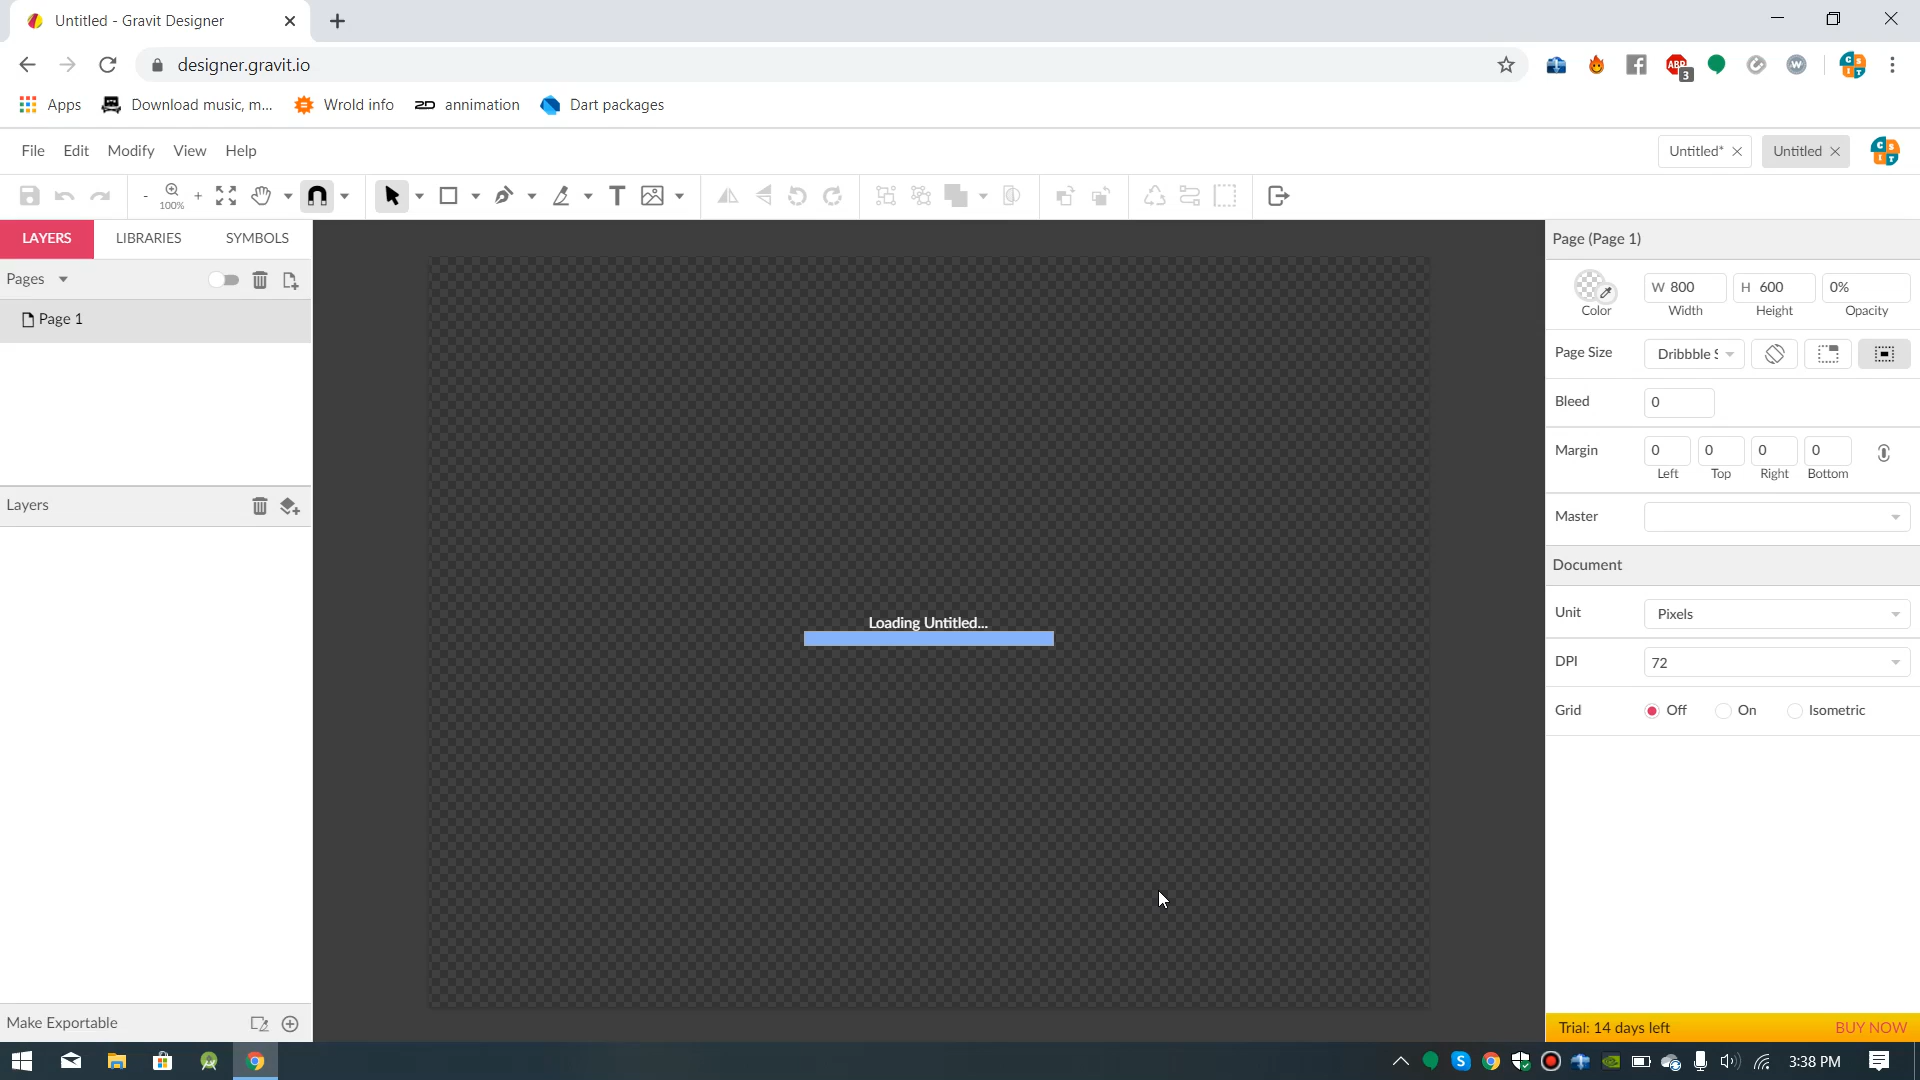 Untitled - Gravit Designer
designer.gravit.io
Apps
Download music, m...
Wrold info
2D annimation
Dart packages
ABP
3
File Edit Modify View Help
Untitled*
Untitled
C S I T
- 100% +
LAYERS LIBRARIES SYMBOLS
Pages
Page 1
Layers
Make Exportable
Loading Untitled...
Page (Page 1)
W 800 H 600 0%
Color Width Height Opacity
Page Size Dribbble S
Bleed 0
Margin 0 0 0 0
Left Top Right Bottom
Master
Document
Unit Pixels
DPI 72
Grid Off On Isometric
Trial: 14 days left BUY NOW
3:38 PM